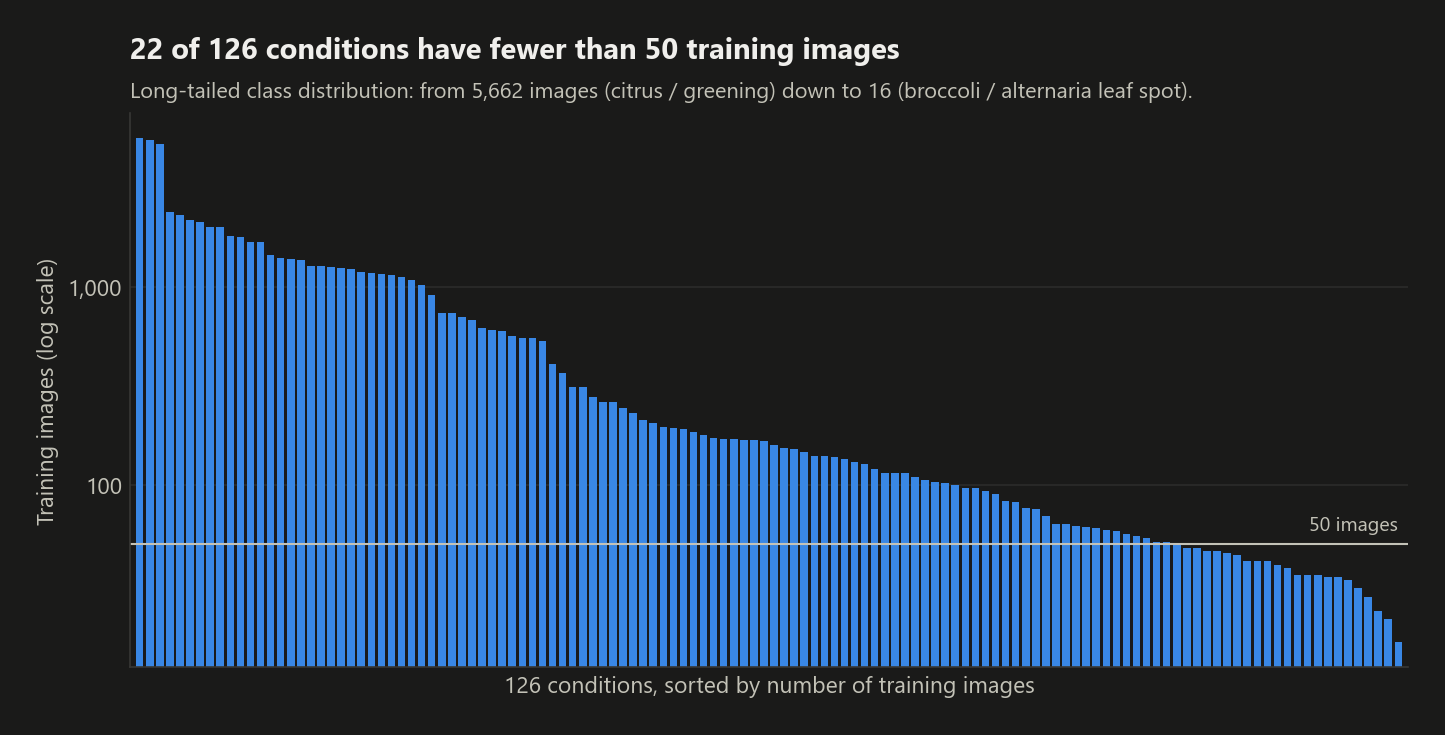 22 of 126 conditions have fewer than 50 training images
Long-tailed class distribution: from 5,662 images (citrus / greening) down to 16 (broccoli / alternaria leaf spot).
Training images (log scale)
1,000
100
50 images
126 conditions, sorted by number of training images